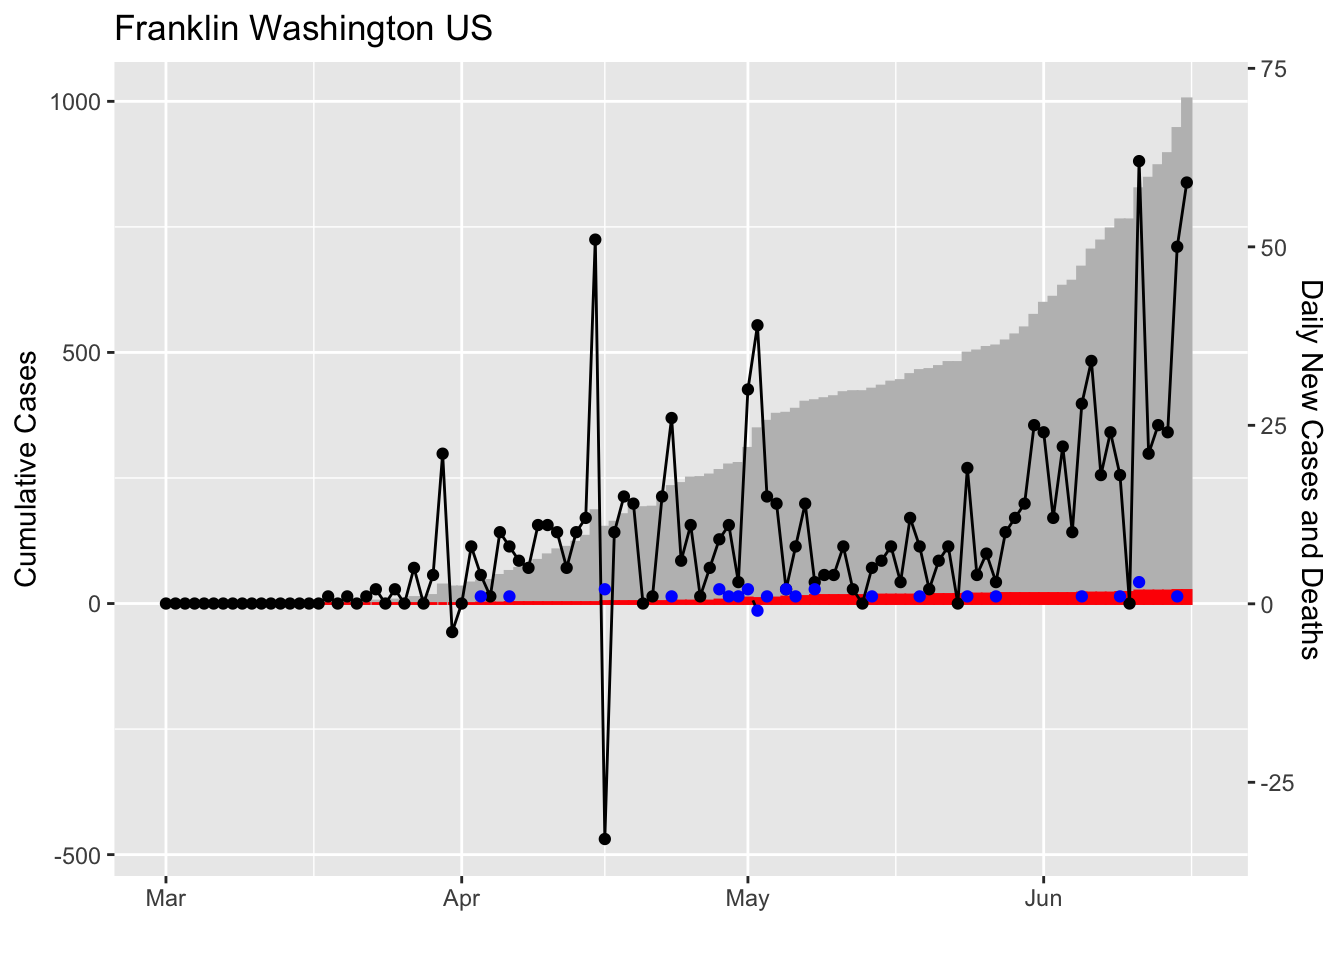 Franklin Washington US
Cumulative Cases
1000
500
0
-500
75
50
25
0
-25
Daily New Cases and Deaths
Mar
Apr
May
Jun